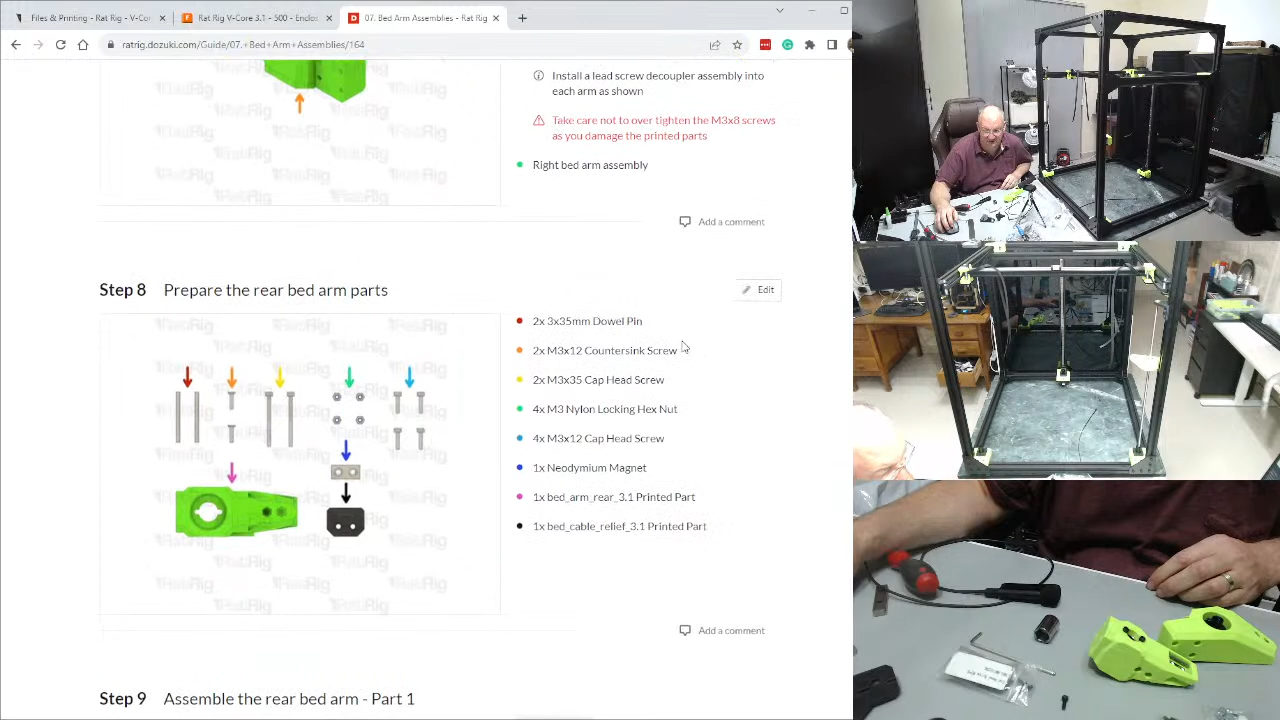 Files & Printing - Rat Rig V-Co
Rat Rig V-Core 3.1 - 500 - Enclos
07. Bed Arm Assemblies - Rat Rig
ratrig.dozuki.com/Guide/07.+Bed+Arm+Assemblies/164
Install a lead screw decoupler assembly into
each arm as shown
Take care not to over tighten the M3x8 screws
as you damage the printed parts
Right bed arm assembly
Add a comment
Step 8 Prepare the rear bed arm parts
Edit
2x 3x35mm Dowel Pin
2x M3x12 Countersink Screw
2x M3x35 Cap Head Screw
4x M3 Nylon Locking Hex Nut
4x M3x12 Cap Head Screw
1x Neodymium Magnet
1x bed_arm_rear_3.1 Printed Part
1x bed_cable_relief_3.1 Printed Part
Add a comment
Step 9 Assemble the rear bed arm - Part 1